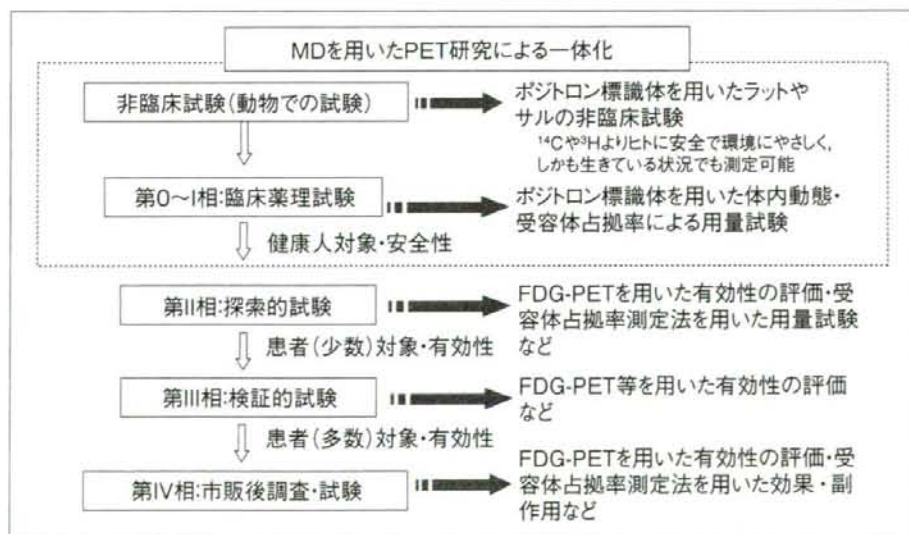 MDを用いたPET研究による一体化
非臨床試験(動物での試験)
ポジトロン標識体を用いたラットや
サルの非臨床試験
¹⁴Cや³Hよりヒトに安全で環境にやさしく,
しかも生きている状況でも測定可能
第0~I相:臨床薬理試験
ポジトロン標識体を用いた体内動態・
受容体占拠率による用量試験
健康人対象・安全性
第II相:探索的試験
FDG-PETを用いた有効性の評価・受
容体占拠率測定法を用いた用量試験
など
患者(少数)対象・有効性
第III相:検証的試験
FDG-PET等を用いた有効性の評価
など
患者(多数)対象・有効性
第IV相:市販後調査・試験
FDG-PETを用いた有効性の評価・受
容体占拠率測定法を用いた効果・副
作用など